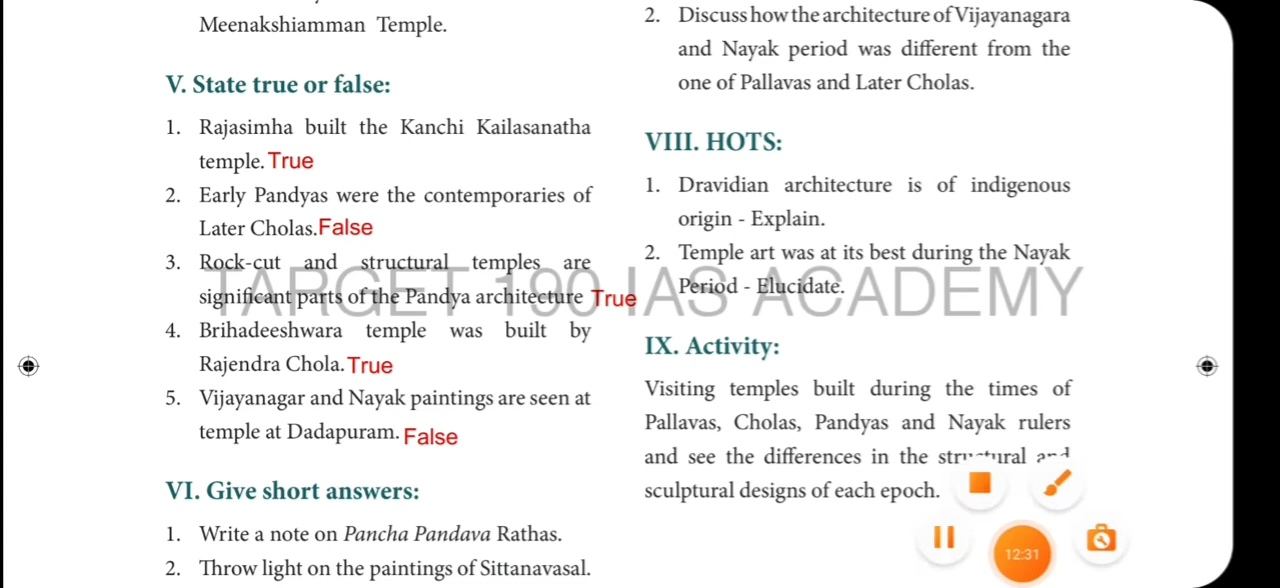 Meenakshiamman Temple.
V. State true or false:
1. Rajasimha built the Kanchi Kailasanatha
temple. True
2. Early Pandyas were the contemporaries of
Later Cholas. False
3. Rock-cut and structural temples are
significant parts of the Pandya architecture True
4. Brihadeeshwara temple was built by
Rajendra Chola. True
5. Vijayanagar and Nayak paintings are seen at
temple at Dadapuram. False
VI. Give short answers:
1. Write a note on Pancha Pandava Rathas.
2. Throw light on the paintings of Sittanavasal.
2. Discuss how the architecture of Vijayanagara
and Nayak period was different from the
one of Pallavas and Later Cholas.
VIII. HOTS:
1. Dravidian architecture is of indigenous
origin - Explain.
2. Temple art was at its best during the Nayak
Period - Elucidate.
IX. Activity:
Visiting temples built during the times of
Pallavas, Cholas, Pandyas and Nayak rulers
and see the differences in the structural and
sculptural designs of each epoch.
TARGET 190 IAS ACADEMY
12:31